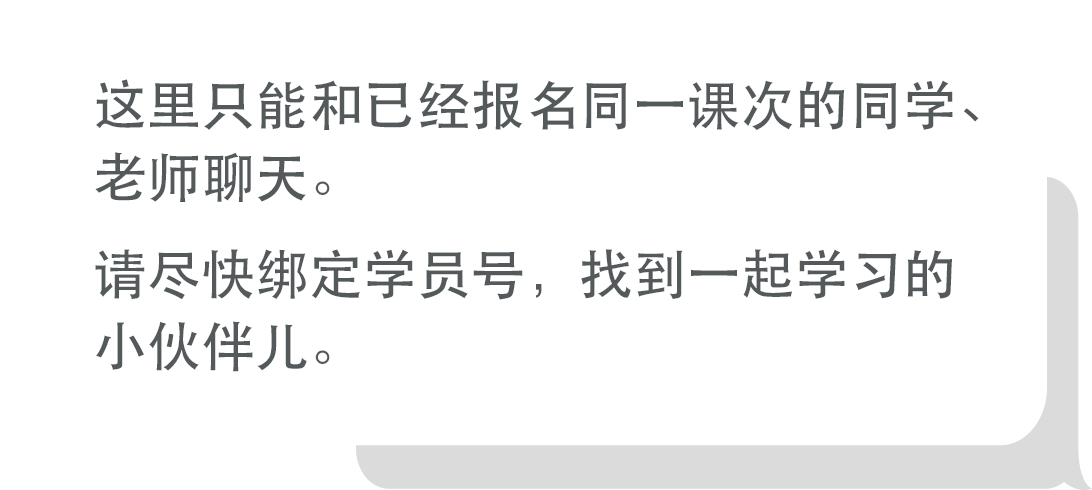 这里只能和已经报名同一课次的同学、
老师聊天。
请尽快绑定学员号，找到一起学习的
小伙伴儿。